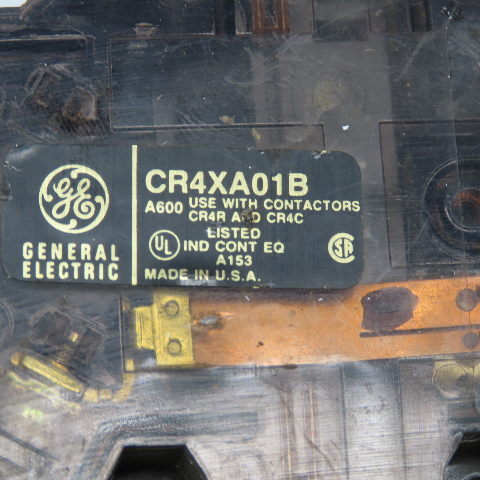 GE
GENERAL
ELECTRIC
CR4XA01B
A600 USE WITH CONTACTORS
CR4R AND CR4C
UL LISTED
IND CONT EQ
A153
SA
MADE IN U.S.A.